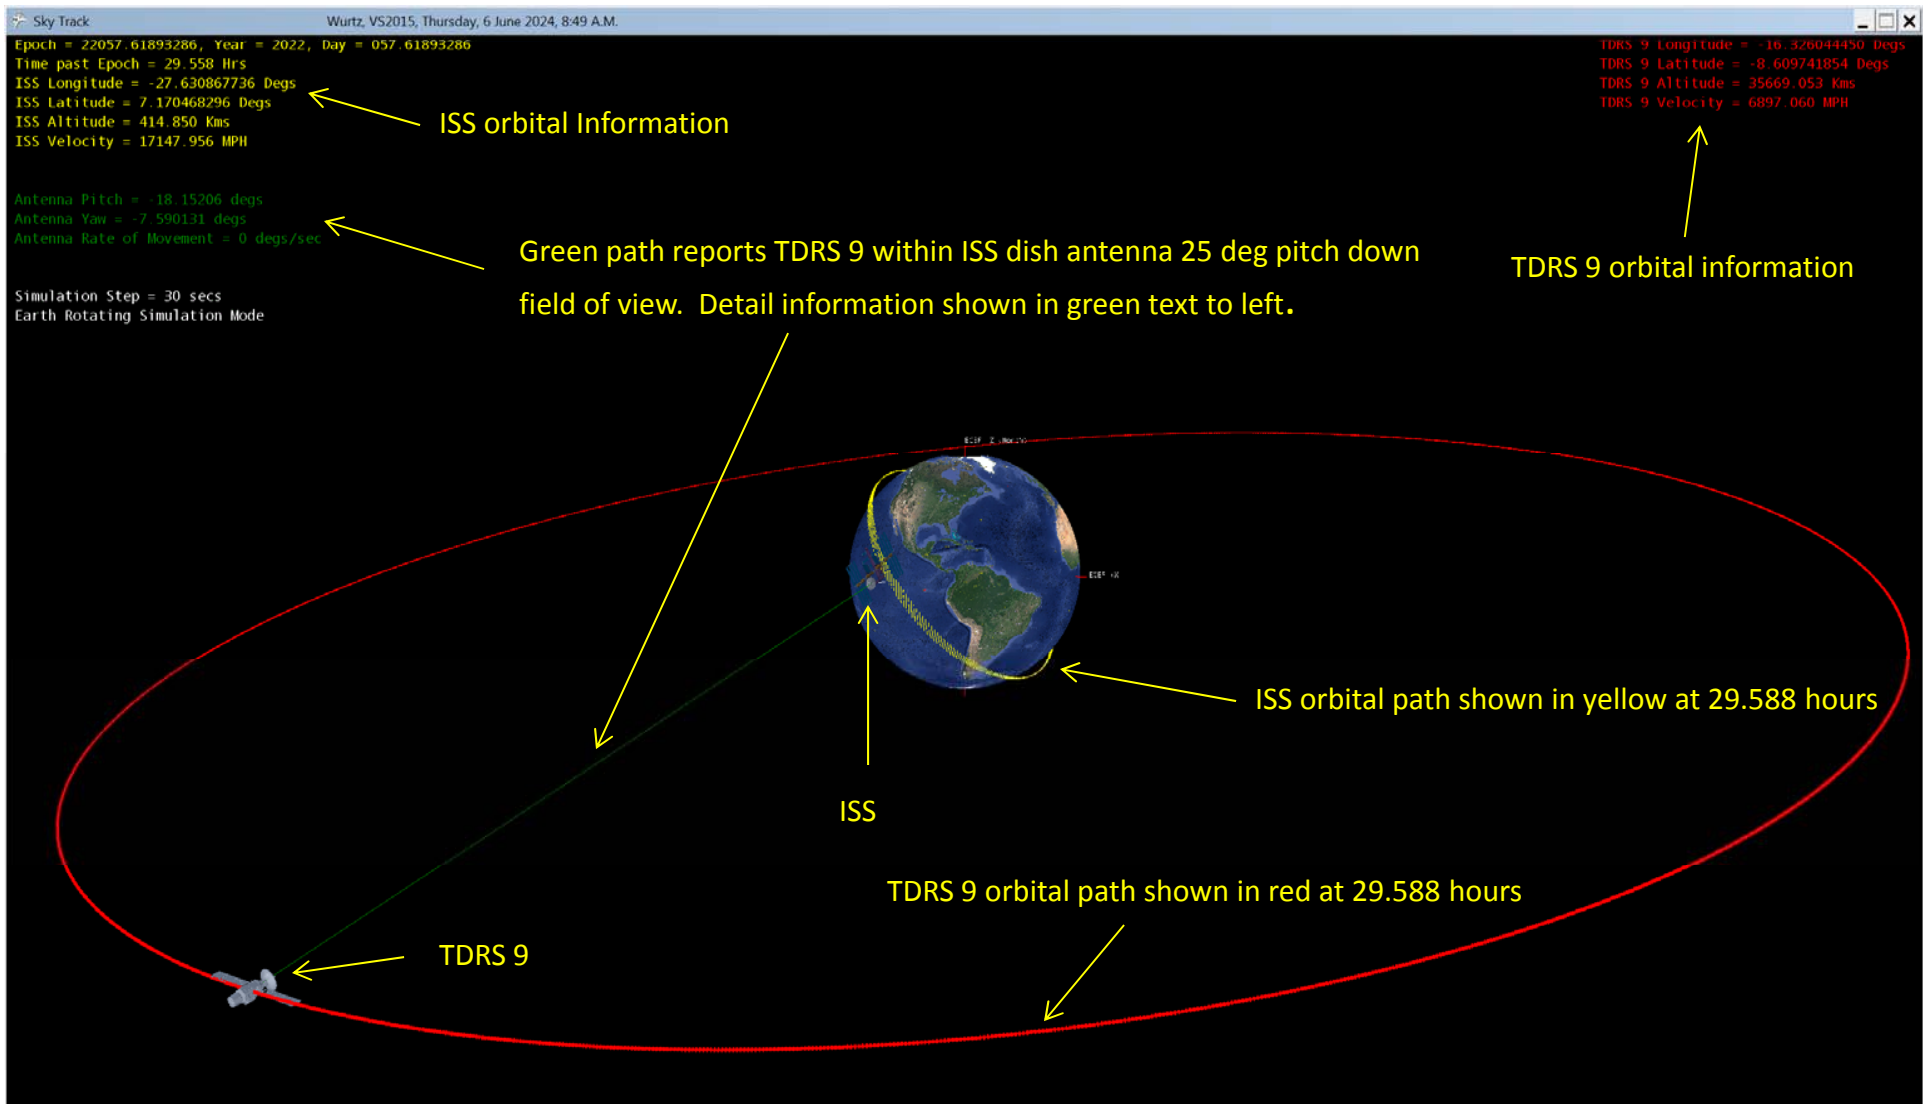 Sky Track
Wurtz, VS2015, Thursday, 6 June 2024, 8:49 A.M.
Epoch = 22057.61893286, Year = 2022, Day = 057.61893286
Time past Epoch = 29.558 Hrs
ISS Longitude = -27.630867736 Degs
ISS Latitude = 7.170468296 Degs
ISS Altitude = 414.850 Kms
ISS Velocity = 17147.956 MPH
TDRS 9 Longitude = -16.326044450 Degs
TDRS 9 Latitude = -8.609741854 Degs
TDRS 9 Altitude = 35669.053 Kms
TDRS 9 Velocity = 6897.060 MPH
ISS orbital Information
Antenna Pitch = -18.15206 degs
Antenna Yaw = -7.590131 degs
Antenna Rate of Movement = 0 degs/sec
Green path reports TDRS 9 within ISS dish antenna 25 deg pitch down
field of view.  Detail information shown in green text to left.
TDRS 9 orbital information
Simulation Step = 30 secs
Earth Rotating Simulation Mode
ECEF +X
ISS orbital path shown in yellow at 29.588 hours
ISS
TDRS 9 orbital path shown in red at 29.588 hours
TDRS 9